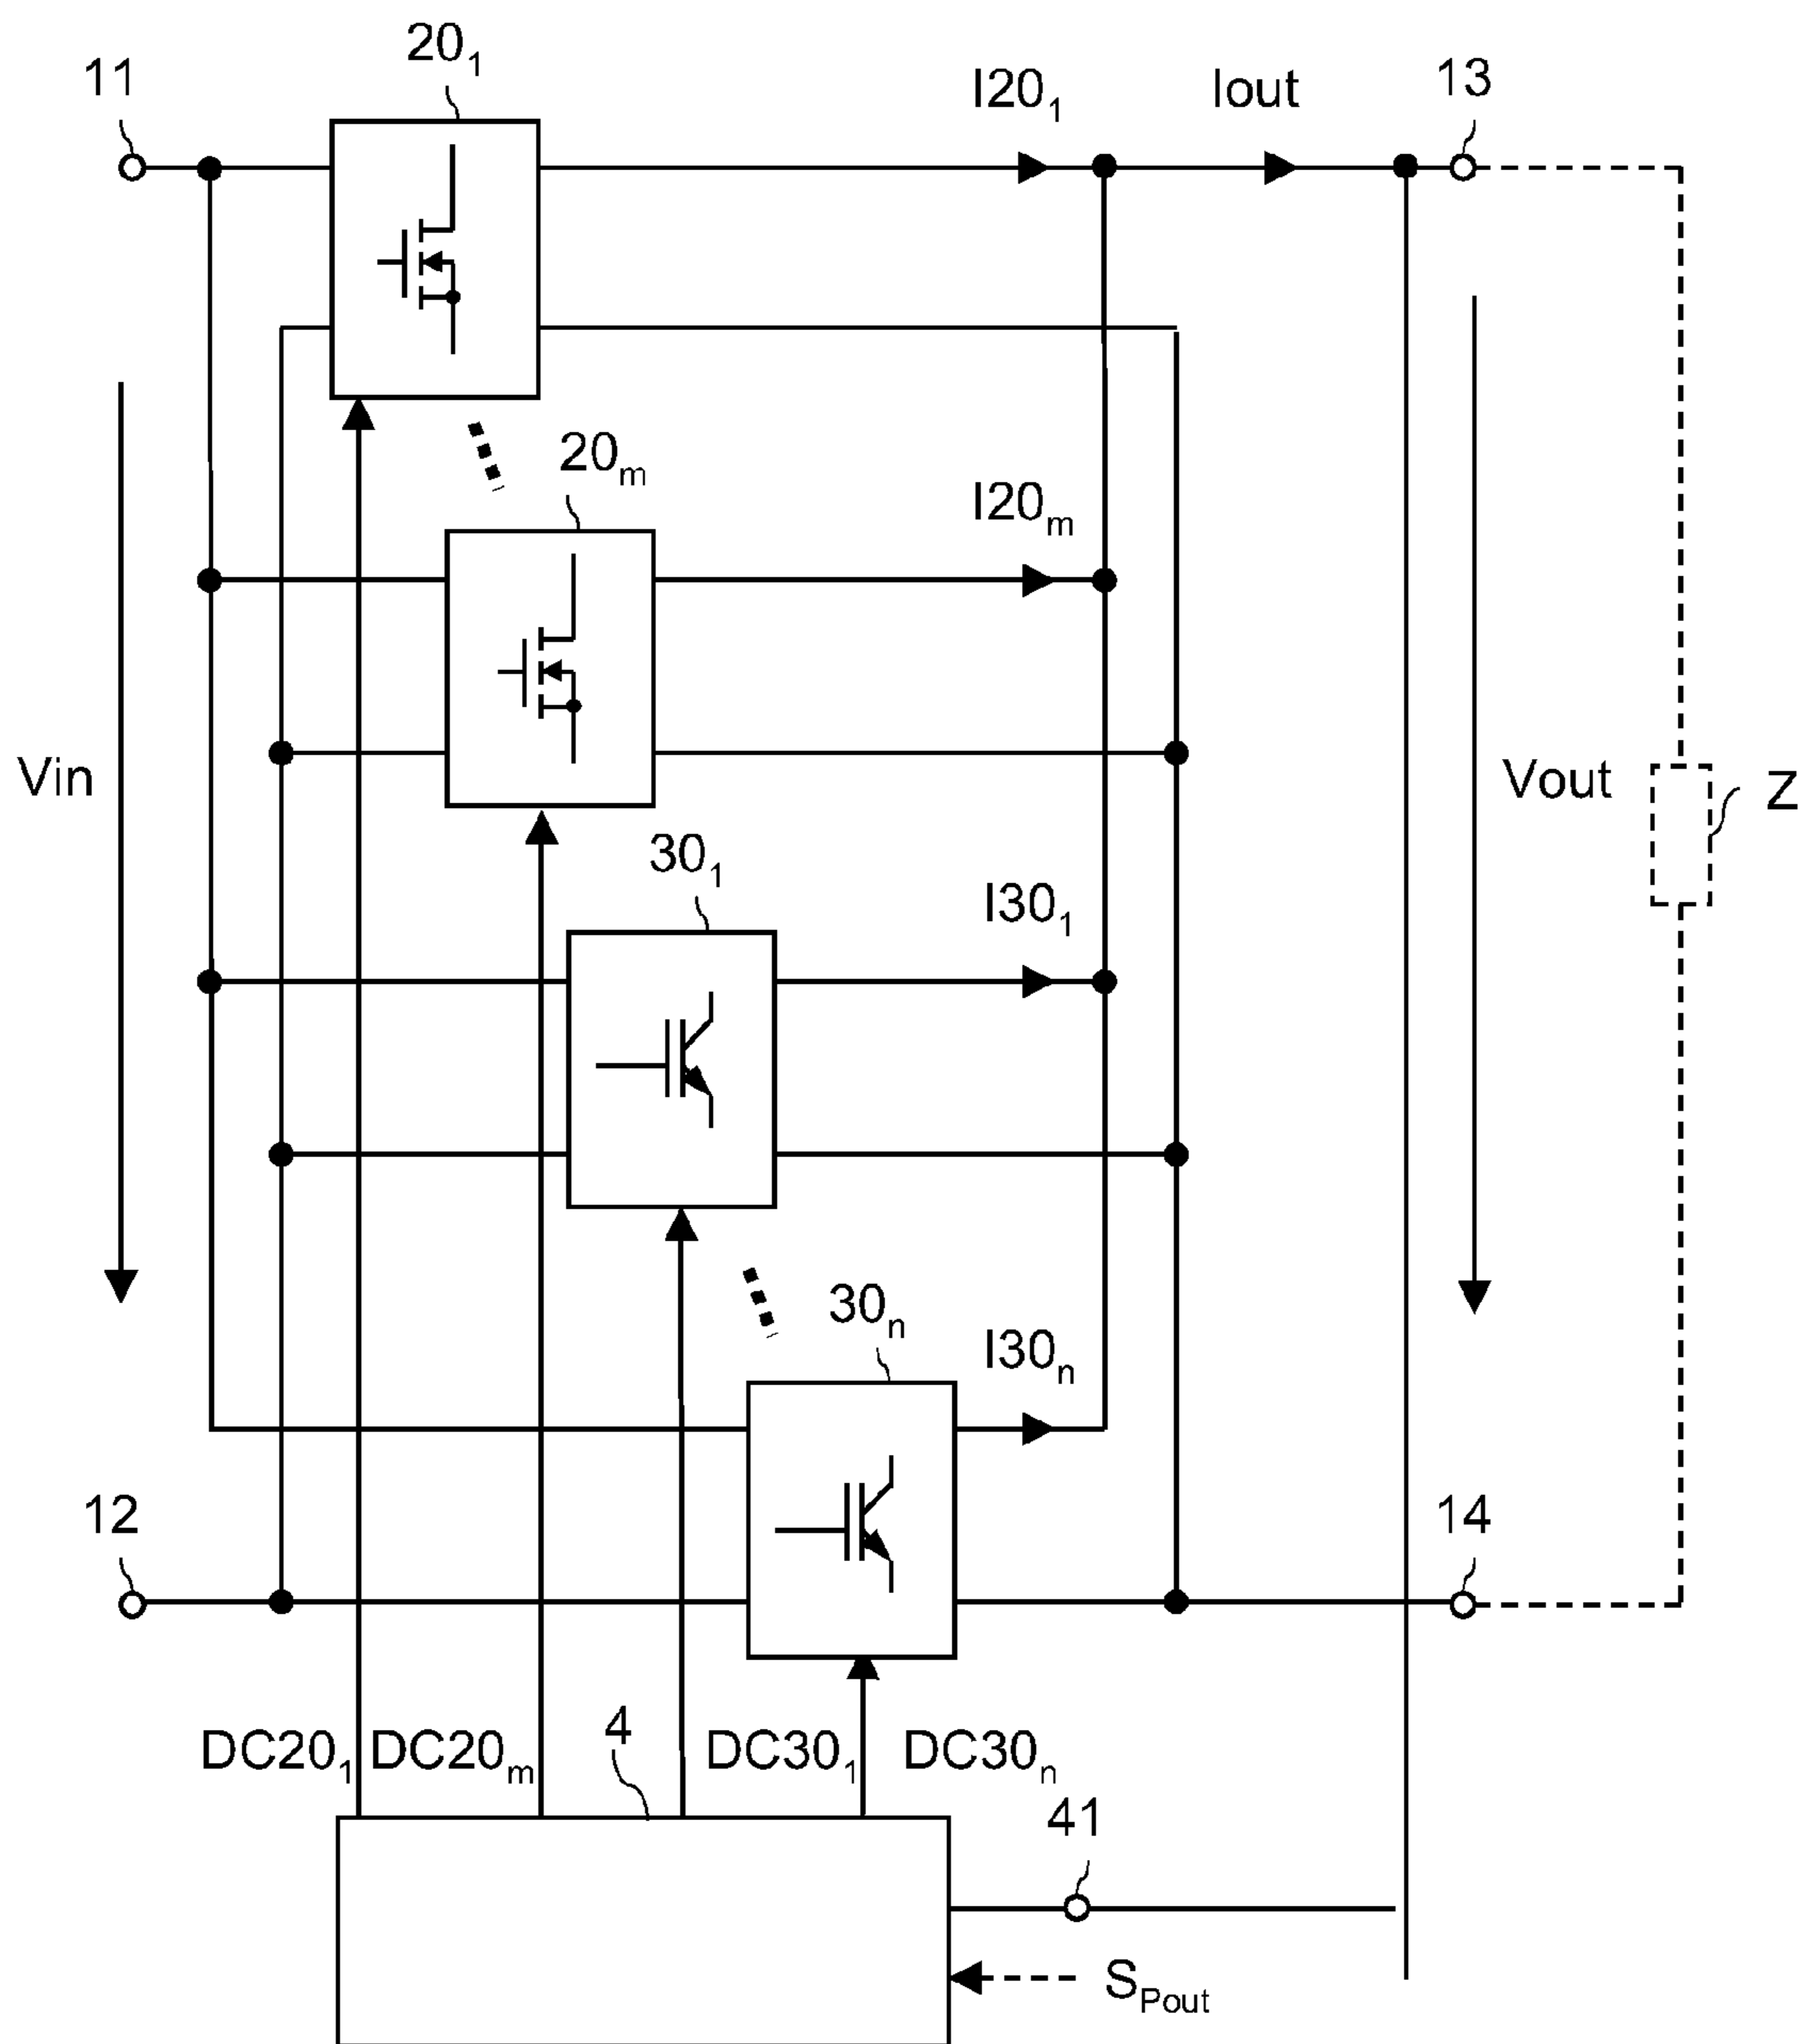 20₁
11
I20₁
Iout
13
20ₘ
I20ₘ
Vin
Vout
Z
30₁
I30₁
30ₙ
I30ₙ
12
14
DC20₁
DC20ₘ
4
DC30₁
DC30ₙ
41
S_Pout